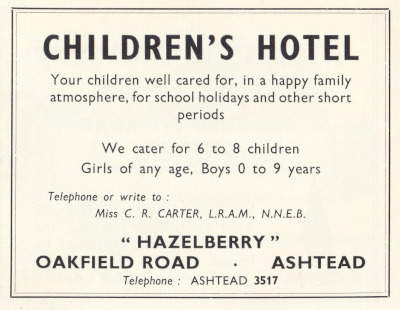 CHILDREN'S HOTEL
Your children well cared for, in a happy family
atmosphere, for school holidays and other short
periods
We cater for 6 to 8 children
Girls of any age, Boys 0 to 9 years
Telephone or write to :
Miss C. R. CARTER, L.R.A.M., N.N.E.B.
" HAZELBERRY "
OAKFIELD ROAD · ASHTEAD
Telephone : ASHTEAD 3517